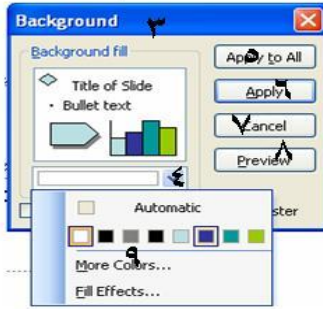 Background ٣
Background fill
Title of Slide
• Bullet text
Apply to All ٥
Apply ٦
Cancel ٧
Preview ٨
٤
ster
Automatic
٩
More Colors...
Fill Effects...